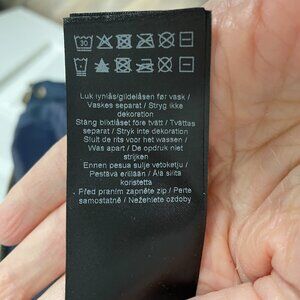 30
Luk lynlås/gildelåsen før vask /
Vaskes separat / Stryg ikke
dekoration
Stäng blixtlåset före tvätt / Tvättas
separat / Stryk inte dekoration
Sluit de rits voor het wassen /
Was apart / De opdruk niet
strijken
Ennen pesua sulje vetoketju /
Pestävä erillään / Älä silitä
koristetta
Před praním zapněte zip / Perte
samostatně / Nežehlete ozdoby